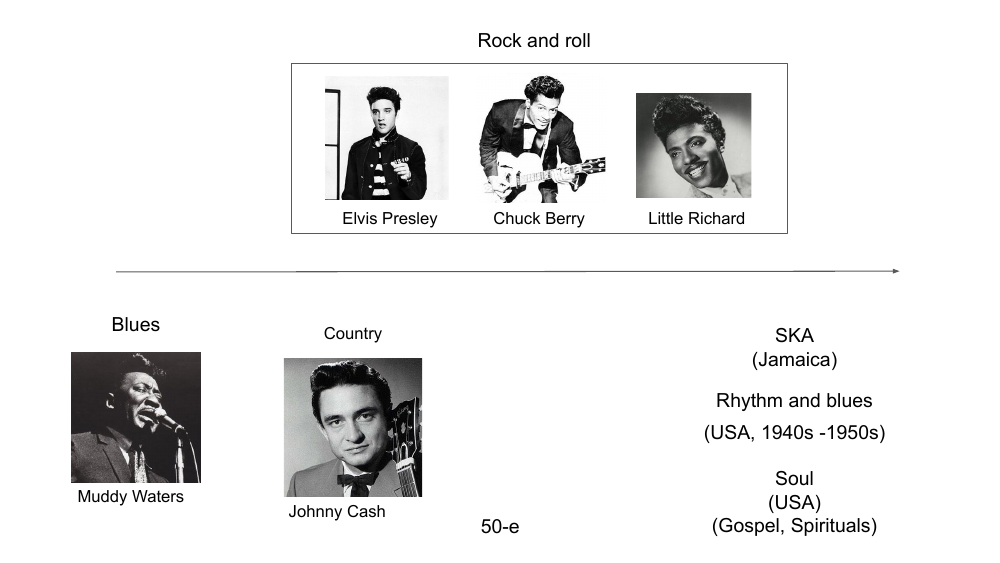 Rock and roll
Elvis Presley
Chuck Berry
Little Richard
Blues
Country
Muddy Waters
Johnny Cash
50-e
SKA
(Jamaica)
Rhythm and blues
(USA, 1940s -1950s)
Soul
(USA)
(Gospel, Spirituals)